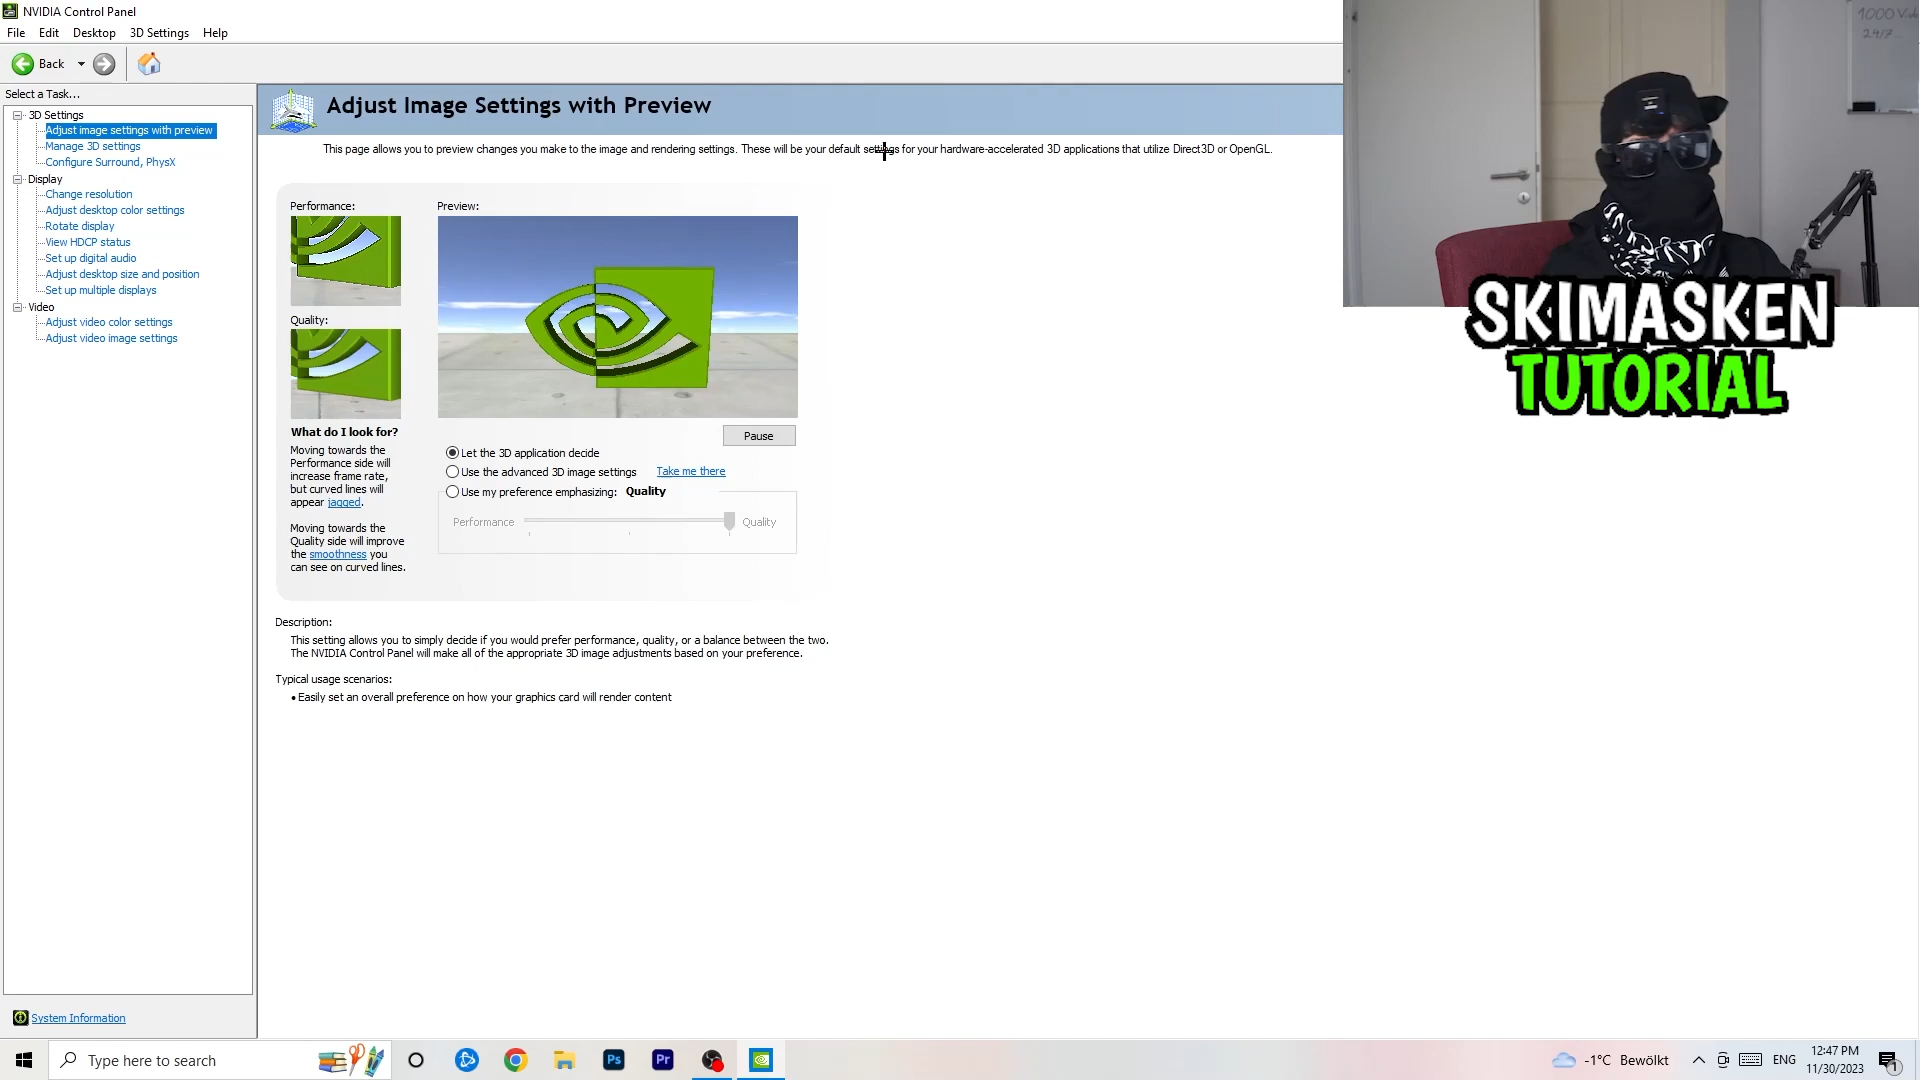 NVIDIA Control Panel
File Edit Desktop 3D Settings Help
Back
Select a Task...
3D Settings
Adjust image settings with preview
Manage 3D settings
Configure Surround, PhysX
Display
Change resolution
Adjust desktop color settings
Rotate display
View HDCP status
Set up digital audio
Adjust desktop size and position
Set up multiple displays
Video
Adjust video color settings
Adjust video image settings
System Information
Adjust Image Settings with Preview
This page allows you to preview changes you make to the image and rendering settings. These will be your default settings for your hardware-accelerated 3D applications that utilize Direct3D or OpenGL.
Performance:
Quality:
What do I look for?
Moving towards the
Performance side will
increase frame rate,
but curved lines will
appear jagged.
Moving towards the
Quality side will improve
the smoothness you
can see on curved lines.
Preview:
Pause
Let the 3D application decide
Use the advanced 3D image settings Take me there
Use my preference emphasizing: Quality
Performance Quality
Description:
This setting allows you to simply decide if you would prefer performance, quality, or a balance between the two.
The NVIDIA Control Panel will make all of the appropriate 3D image adjustments based on your preference.
Typical usage scenarios:
• Easily set an overall preference on how your graphics card will render content
1000
24/7
SKIMASKEN
TUTORIAL
Type here to search
Ps
Pr
-1°C Bewölkt
ENG
12:47 PM
11/30/2023
1